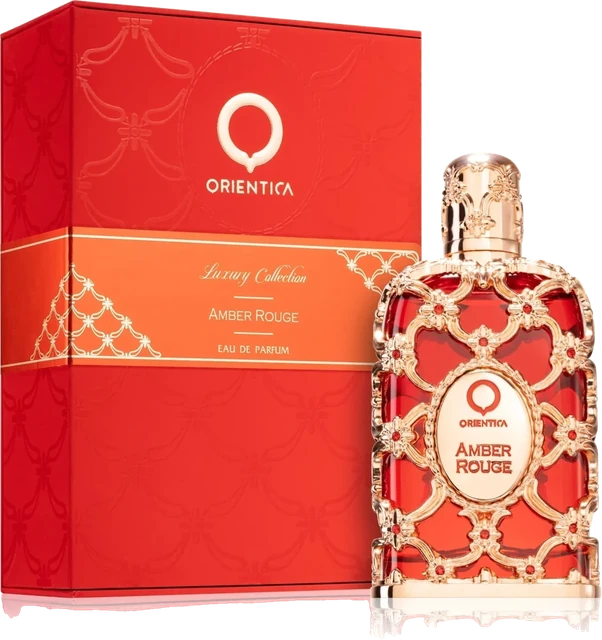 ORIENTICA
Luxury Collection
AMBER ROUGE
EAU DE PARFUM
ORIENTICA
AMBER
ROUGE